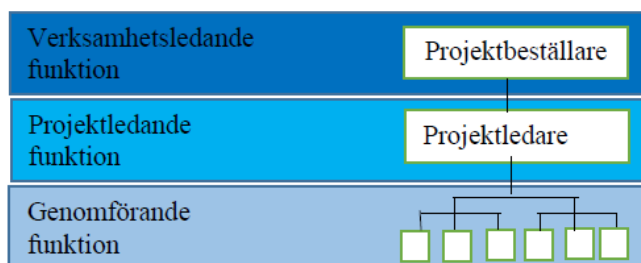 Verksamhetsledande
funktion
Projektbeställare
Projektledande
funktion
Projektledare
Genomförande
funktion